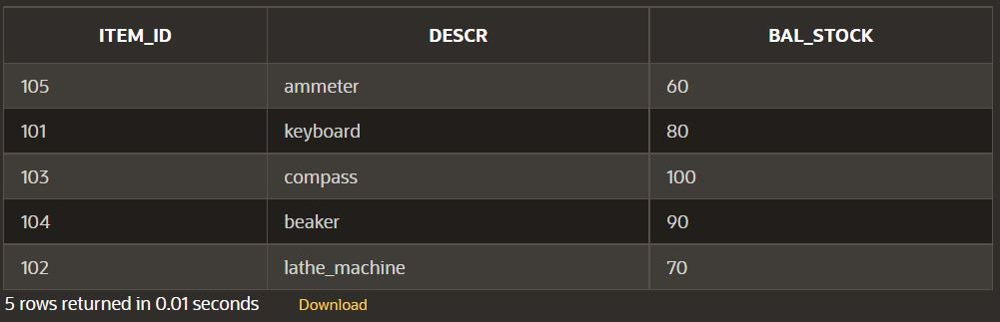 ITEM_ID DESCR BAL_STOCK
105 ammeter 60
101 keyboard 80
103 compass 100
104 beaker 90
102 lathe_machine 70
5 rows returned in 0.01 seconds Download